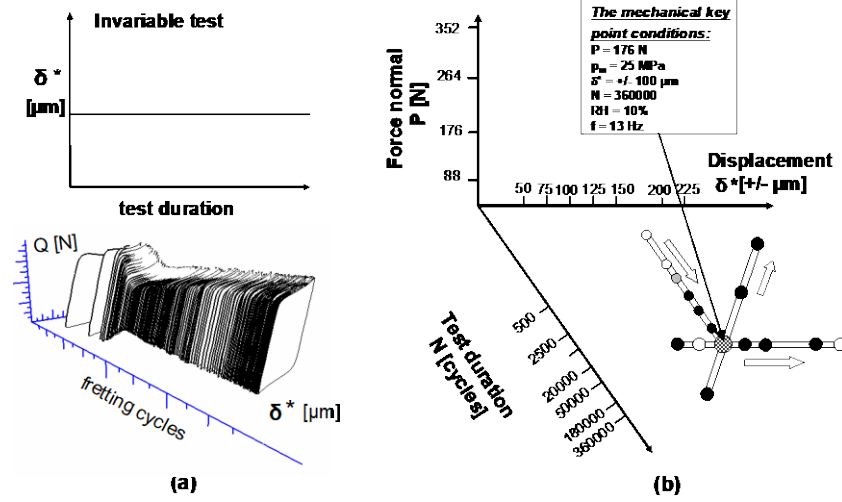 Invariable test
δ*
[µm]
test duration
Q [N]
fretting cycles
δ* [µm]
(a)
The mechanical key
point conditions:
P = 176 N
pm = 25 MPa
δ* = +/- 100 µm
N = 360000
RH = 10%
f = 13 Hz
352
264
176
88
Force normal
P [N]
Displacement
δ*[+/- µm]
50 75 100 125 150 200 225
500
2500
20000
50000
180000
360000
Test duration
N [cycles]
(b)